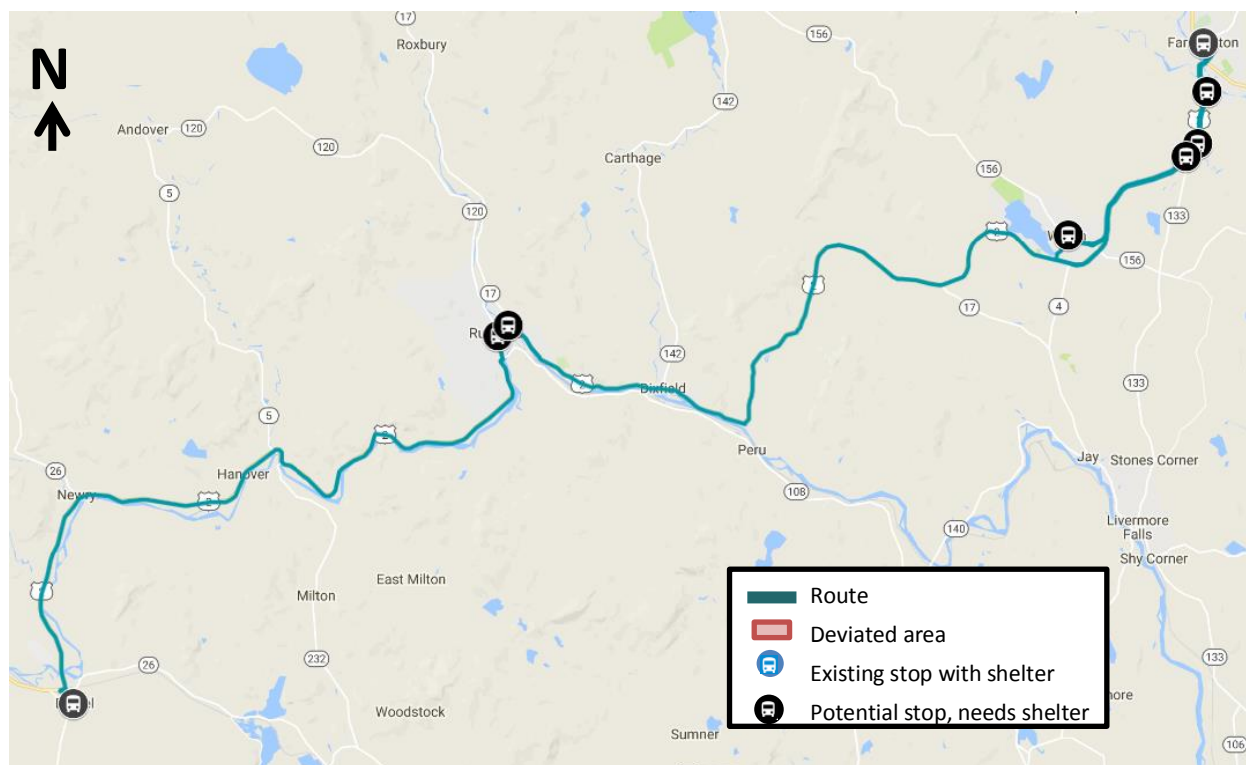 17
Roxbury
156
N
142
Andover
120
120
Carthage
156
5
120
133
2
156
2
17
17
4
142
133
2
Dixfield
5
2
Peru
Jay
Stones Corner
Hanover
26
108
Newry
2
140
Livermore
Falls
Shy Corner
East Milton
Milton
232
26
133
Woodstock
Sumner
106
Route
Deviated area
Existing stop with shelter
Potential stop, needs shelter